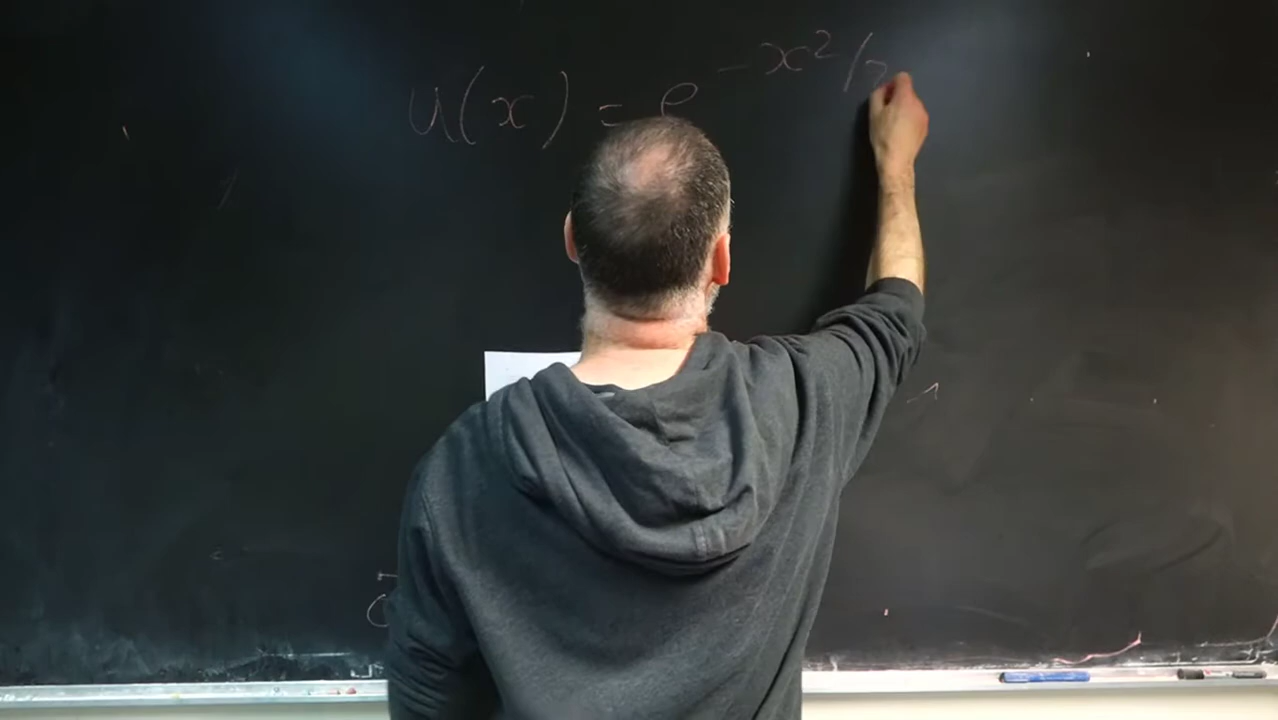 u(x) = e^{-x²/2